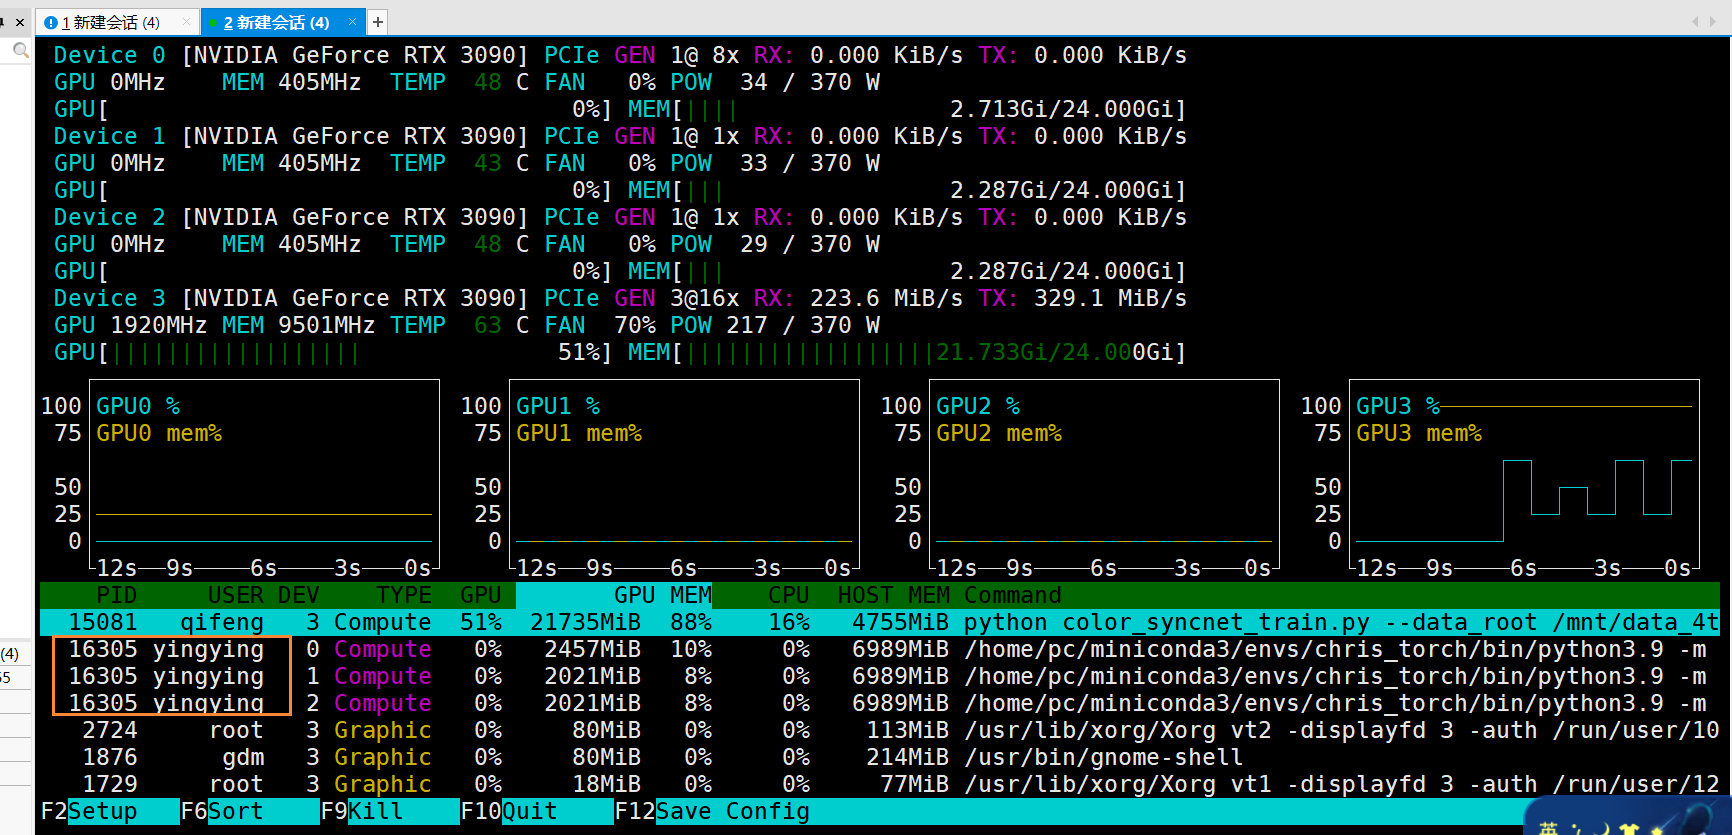 1 新建会话 (4)
2 新建会话 (4)
Device 0 [NVIDIA GeForce RTX 3090] PCIe GEN 1@ 8x RX: 0.000 KiB/s TX: 0.000 KiB/s
GPU 0MHz MEM 405MHz TEMP 48 C FAN 0% POW 34 / 370 W
GPU[ 0%] MEM[|||| 2.713Gi/24.000Gi]
Device 1 [NVIDIA GeForce RTX 3090] PCIe GEN 1@ 1x RX: 0.000 KiB/s TX: 0.000 KiB/s
GPU 0MHz MEM 405MHz TEMP 43 C FAN 0% POW 33 / 370 W
GPU[ 0%] MEM[||| 2.287Gi/24.000Gi]
Device 2 [NVIDIA GeForce RTX 3090] PCIe GEN 1@ 1x RX: 0.000 KiB/s TX: 0.000 KiB/s
GPU 0MHz MEM 405MHz TEMP 48 C FAN 0% POW 29 / 370 W
GPU[ 0%] MEM[||| 2.287Gi/24.000Gi]
Device 3 [NVIDIA GeForce RTX 3090] PCIe GEN 3@16x RX: 223.6 MiB/s TX: 329.1 MiB/s
GPU 1920MHz MEM 9501MHz TEMP 63 C FAN 70% POW 217 / 370 W
GPU[|||||||||||||||||| 51%] MEM[||||||||||||||||||21.733Gi/24.000Gi]
100 GPU0 % 100 GPU1 % 100 GPU2 % 100 GPU3 %
75 GPU0 mem% 75 GPU1 mem% 75 GPU2 mem% 75 GPU3 mem%
50 50 50 50
25 25 25 25
0 0 0 0
12s 9s 6s 3s 0s 12s 9s 6s 3s 0s 12s 9s 6s 3s 0s 12s 9s 6s 3s 0s
PID USER DEV TYPE GPU GPU MEM CPU HOST MEM Command
15081 qifeng 3 Compute 51% 21735MiB 88% 16% 4755MiB python color_syncnet_train.py --data_root /mnt/data_4t
16305 yingying 0 Compute 0% 2457MiB 10% 0% 6989MiB /home/pc/miniconda3/envs/chris_torch/bin/python3.9 -m
16305 yingying 1 Compute 0% 2021MiB 8% 0% 6989MiB /home/pc/miniconda3/envs/chris_torch/bin/python3.9 -m
16305 yingying 2 Compute 0% 2021MiB 8% 0% 6989MiB /home/pc/miniconda3/envs/chris_torch/bin/python3.9 -m
2724 root 3 Graphic 0% 80MiB 0% 0% 113MiB /usr/lib/xorg/Xorg vt2 -displayfd 3 -auth /run/user/10
1876 gdm 3 Graphic 0% 80MiB 0% 0% 214MiB /usr/bin/gnome-shell
1729 root 3 Graphic 0% 18MiB 0% 0% 77MiB /usr/lib/xorg/Xorg vt1 -displayfd 3 -auth /run/user/12
F2Setup F6Sort F9Kill F10Quit F12Save Config
(4)
英